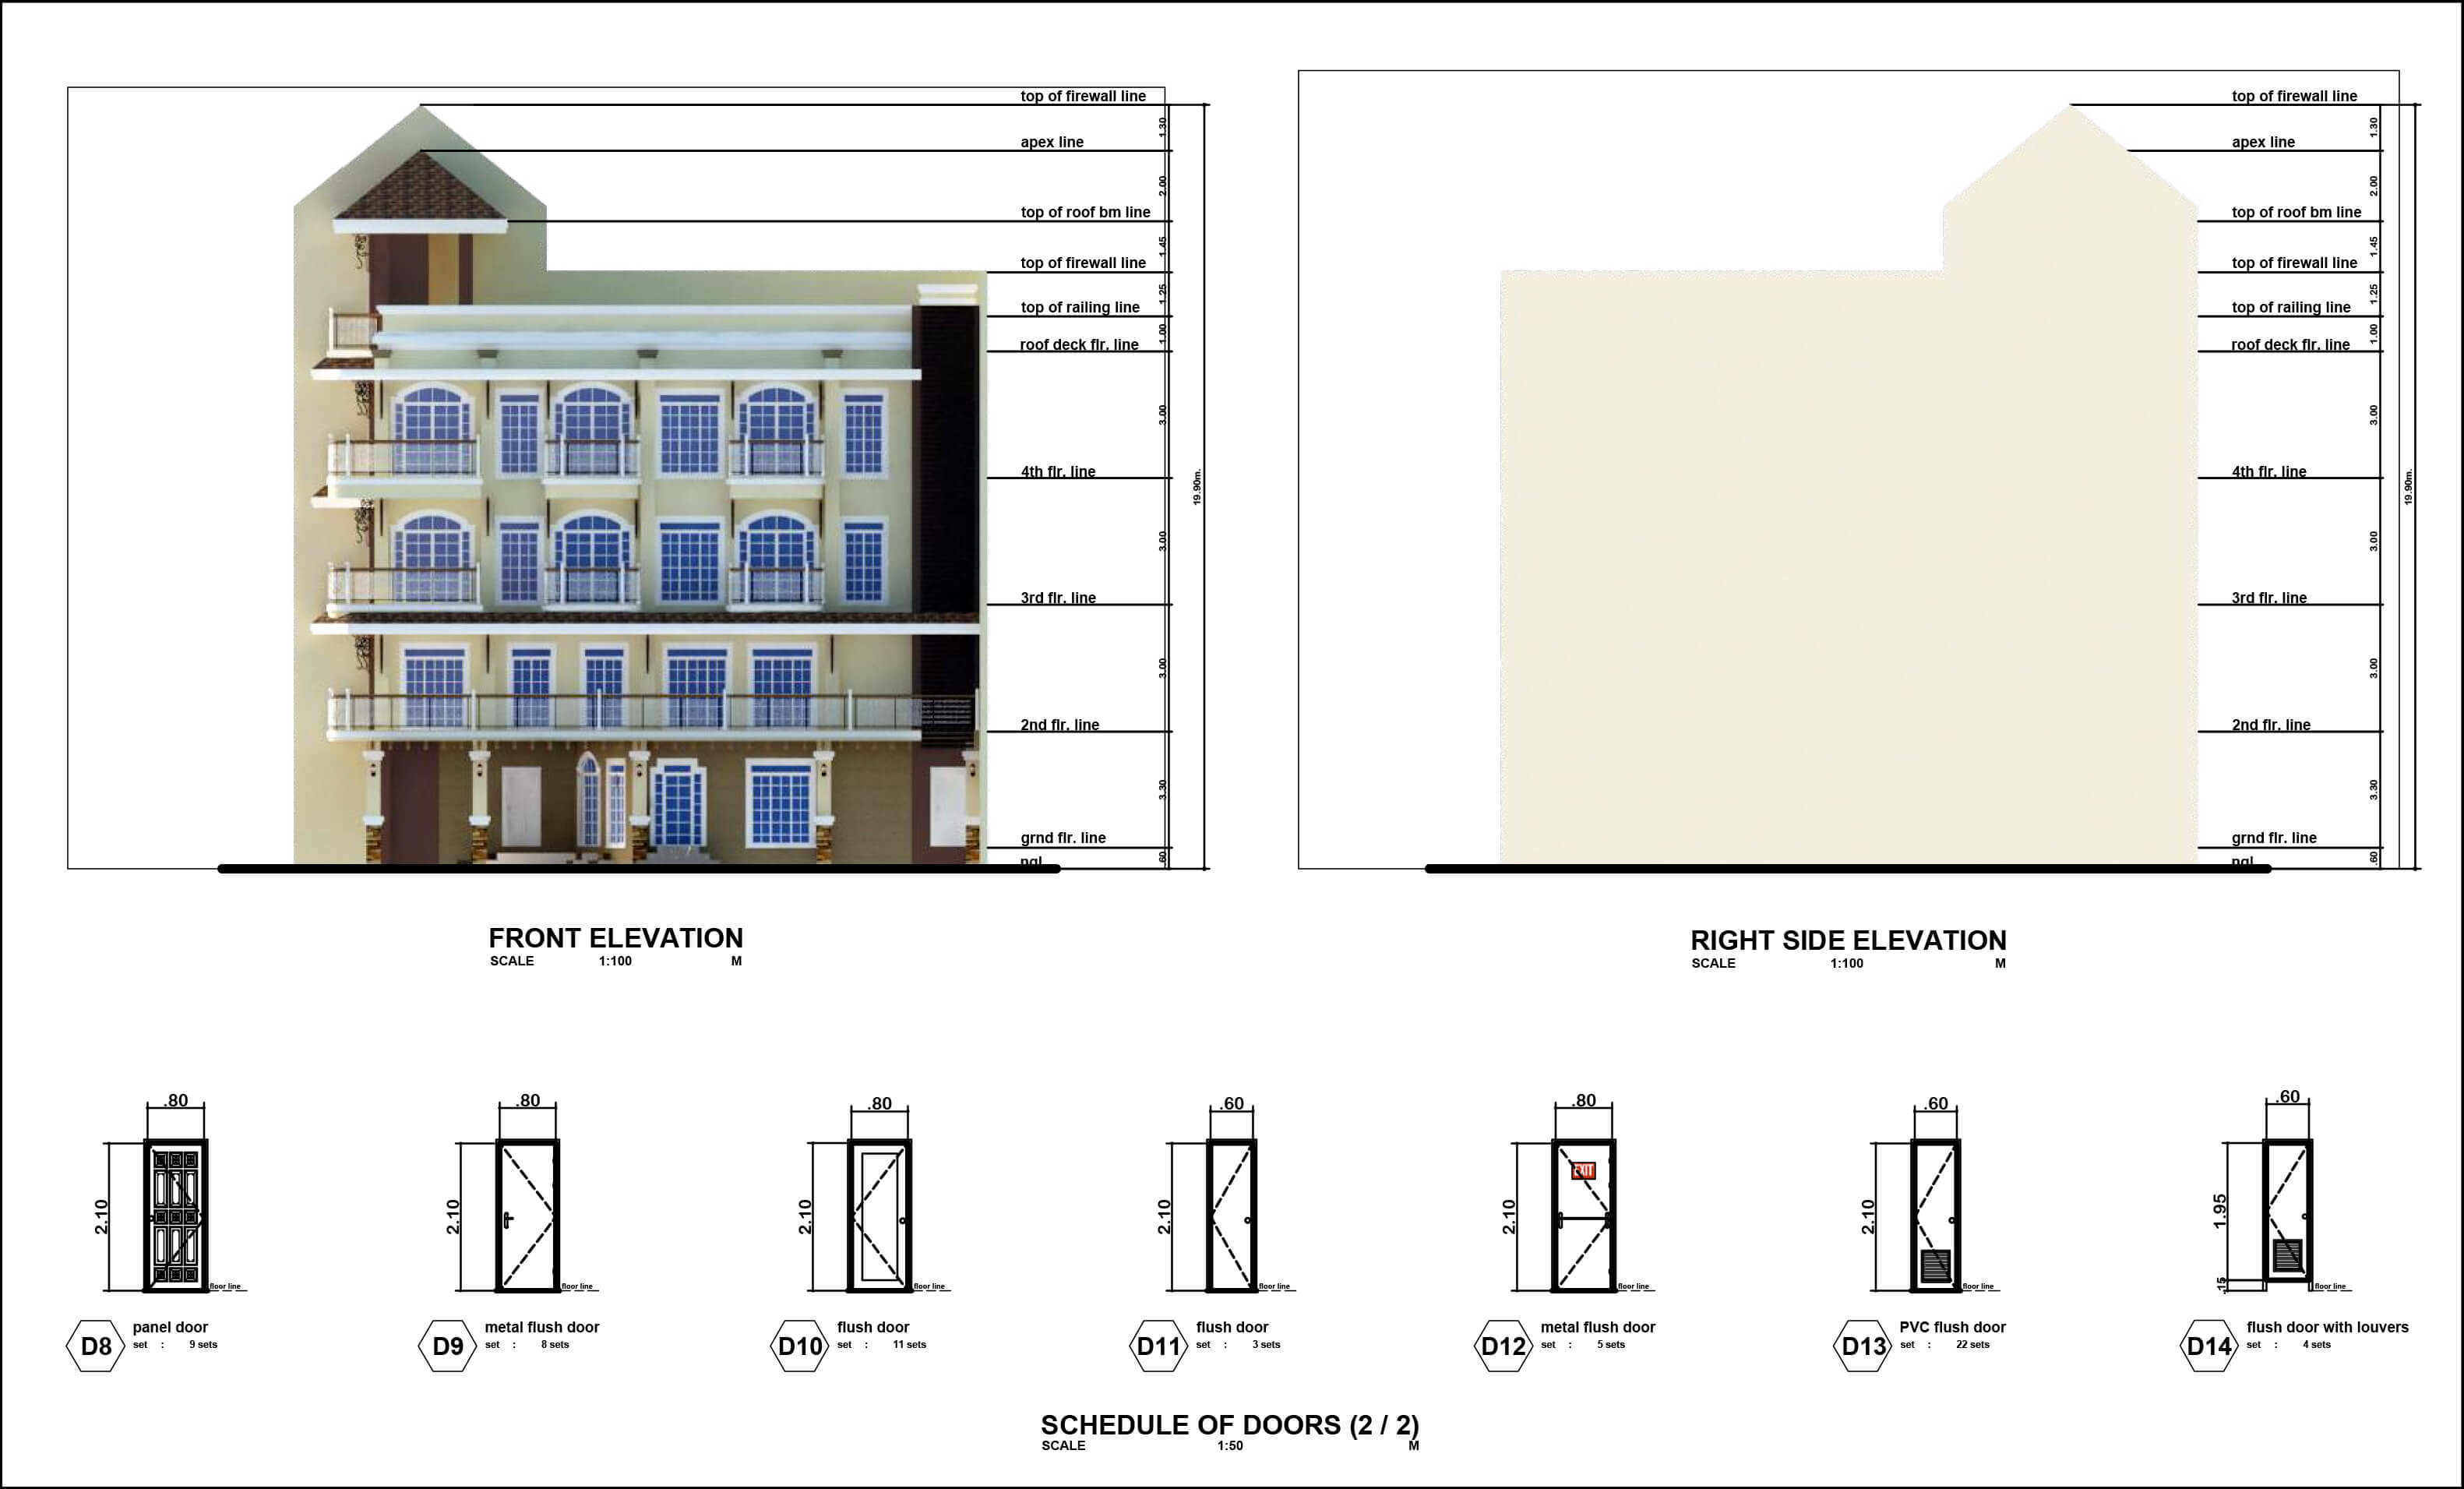 top of firewall line
1.30
apex line
2.00
top of roof bm line
1.45
top of firewall line
1.25
top of railing line
1.00
roof deck flr. line
3.00
4th flr. line
19.90m.
3.00
3rd flr. line
3.00
2nd flr. line
3.30
grnd flr. line
.60
ngl
FRONT ELEVATION
SCALE 1:100 M
top of firewall line
1.30
apex line
2.00
top of roof bm line
1.45
top of firewall line
1.25
top of railing line
1.00
roof deck flr. line
3.00
4th flr. line
19.90m.
3.00
3rd flr. line
3.00
2nd flr. line
3.30
grnd flr. line
.60
ngl
RIGHT SIDE ELEVATION
SCALE 1:100 M
.80
2.10
floor line
D8
panel door
set : 9 sets
.80
2.10
floor line
D9
metal flush door
set : 8 sets
.80
2.10
floor line
D10
flush door
set : 11 sets
.60
2.10
floor line
D11
flush door
set : 3 sets
.80
EXIT
2.10
floor line
D12
metal flush door
set : 5 sets
.60
2.10
floor line
D13
PVC flush door
set : 22 sets
.60
1.95
.15
floor line
D14
flush door with louvers
set : 4 sets
SCHEDULE OF DOORS (2 / 2)
SCALE 1:50 M